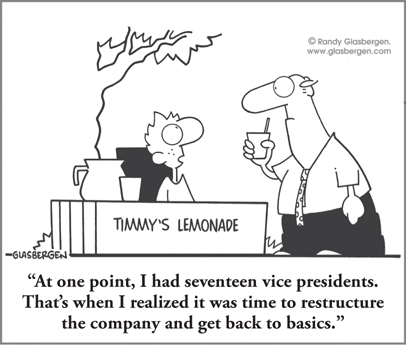 © Randy Glasbergen.
www.glasbergen.com
TIMMY'S LEMONADE
GLASBERGEN
“At one point, I had seventeen vice presidents.
That’s when I realized it was time to restructure
the company and get back to basics.”